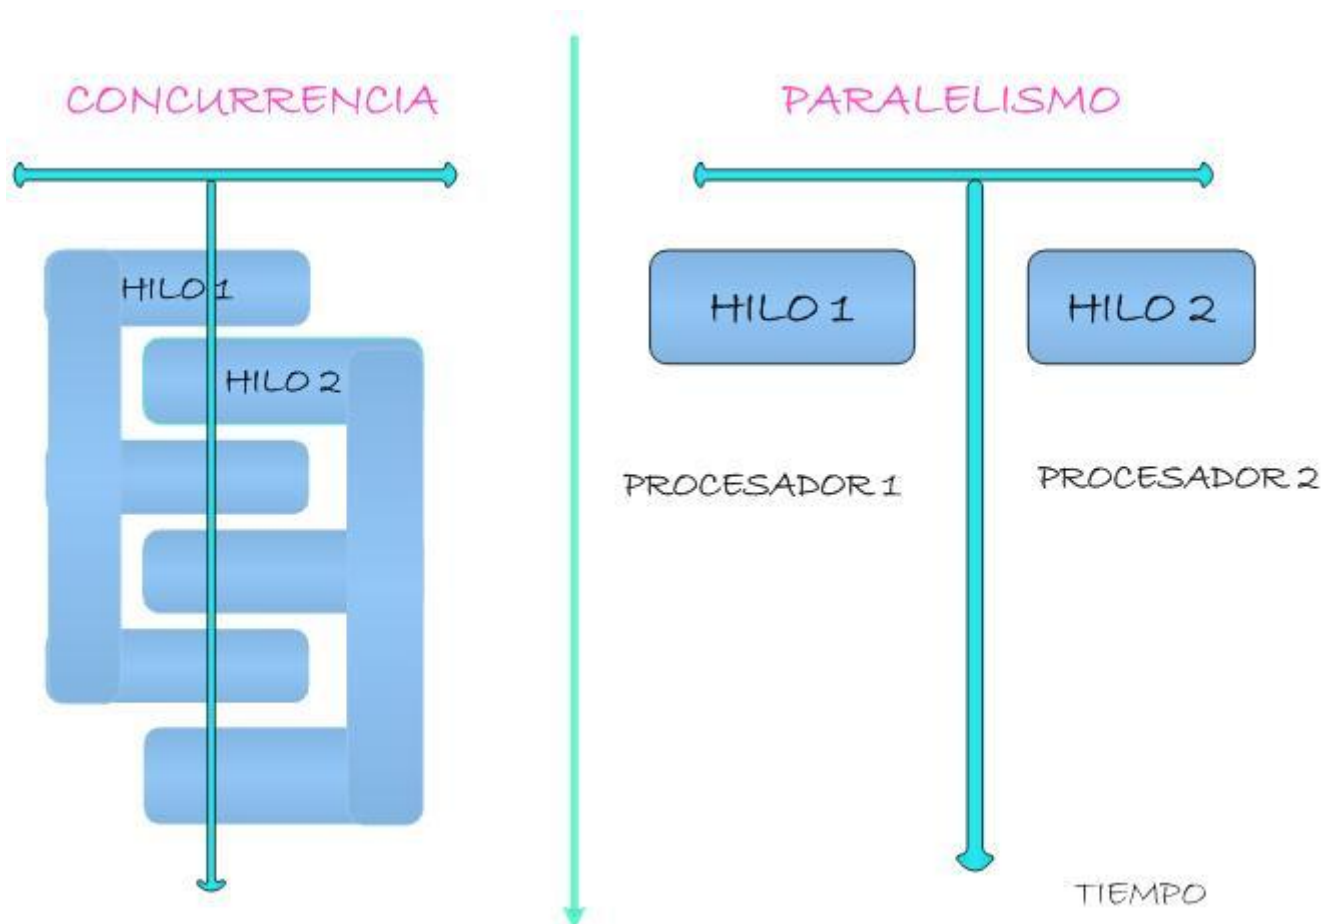 CONCURRENCIA
PARALELISMO
HILO 1
HILO 2
HILO 1
HILO 2
PROCESADOR 1
PROCESADOR 2
TIEMPO